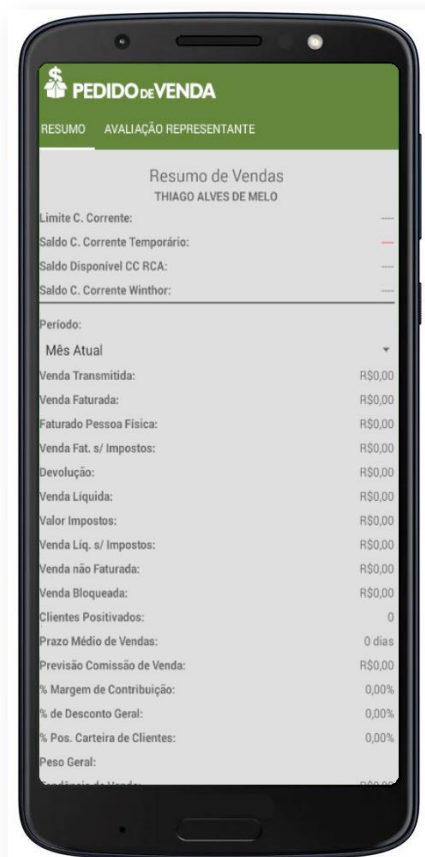 PEDIDO DE VENDA
RESUMO AVALIAÇÃO REPRESENTANTE
Resumo de Vendas
THIAGO ALVES DE MELO
Limite C. Corrente: ---
Saldo C. Corrente Temporário: ---
Saldo Disponível CC RCA: ---
Saldo C. Corrente Winthor: ---
Período:
Mês Atual
Venda Transmitida: R$0,00
Venda Faturada: R$0,00
Faturado Pessoa Física: R$0,00
Venda Fat. s/ Impostos: R$0,00
Devolução: R$0,00
Venda Líquida: R$0,00
Valor Impostos: R$0,00
Venda Líq. s/ Impostos: R$0,00
Venda não Faturada: R$0,00
Venda Bloqueada: R$0,00
Clientes Positivados: 0
Prazo Médio de Vendas: 0 dias
Previsão Comissão de Venda: R$0,00
% Margem de Contribuição: 0,00%
% de Desconto Geral: 0,00%
% Pos. Carteira de Clientes: 0,00%
Peso Geral: